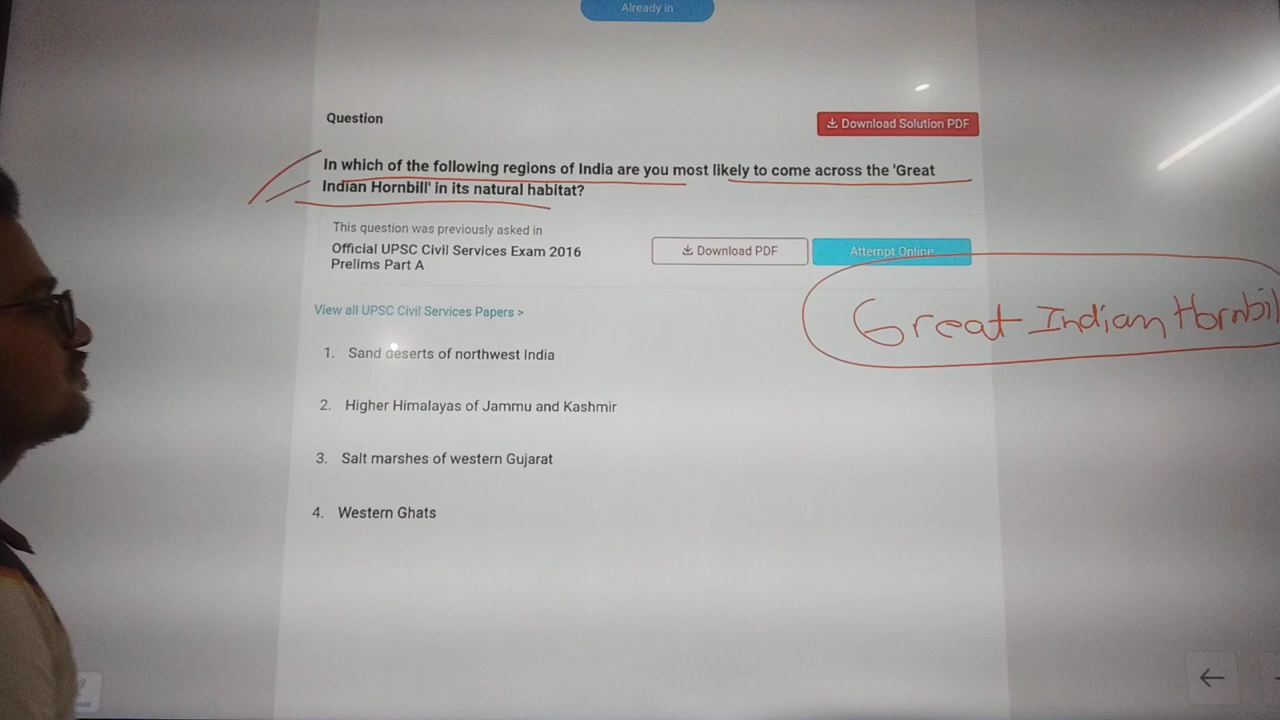 Already in
Question
Download Solution PDF
In which of the following regions of India are you most likely to come across the 'Great
Indian Hornbill' in its natural habitat?
This question was previously asked in
Official UPSC Civil Services Exam 2016
Prelims Part A
Download PDF
Attempt Online
View all UPSC Civil Services Papers >
Great Indian Hornbil
1. Sand deserts of northwest India
2. Higher Himalayas of Jammu and Kashmir
3. Salt marshes of western Gujarat
4. Western Ghats